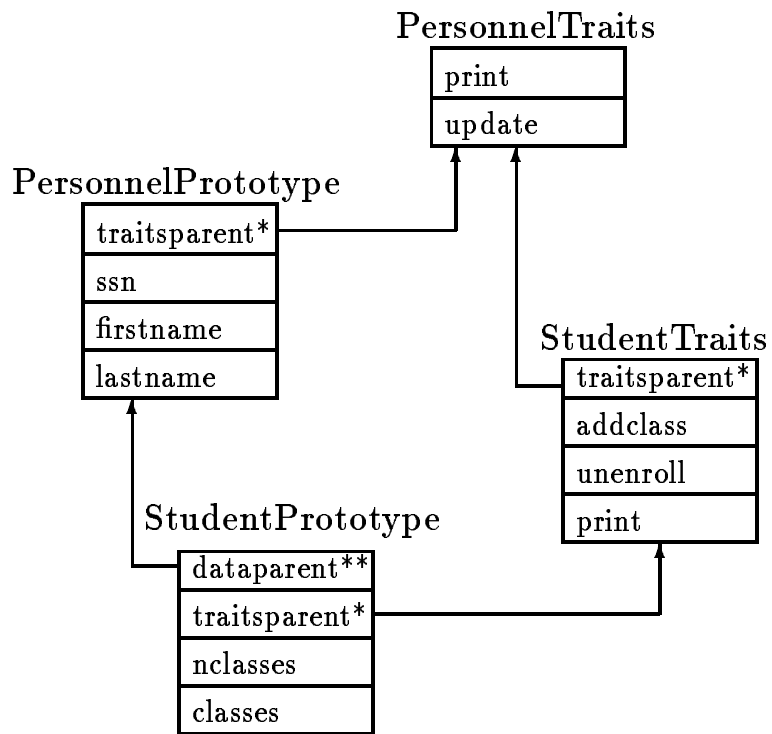 PersonnelTraits
print
update
PersonnelPrototype
traitsparent*
ssn
firstname
lastname
StudentTraits
traitsparent*
addclass
unenroll
print
StudentPrototype
dataparent**
traitsparent*
nclasses
classes